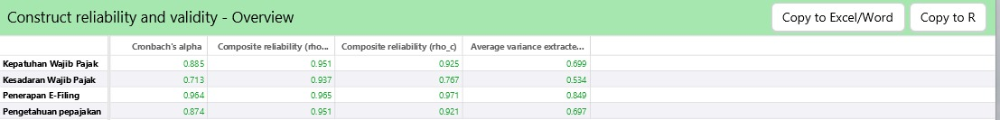 Construct reliability and validity - Overview
Copy to Excel/Word
Copy to R
Cronbach's alpha Composite reliability (rho... Composite reliability (rho_c) Average variance extracte...
Kepatuhan Wajib Pajak 0.885 0.951 0.925 0.699
Kesadaran Wajib Pajak 0.713 0.937 0.767 0.534
Penerapan E-Filing 0.964 0.965 0.971 0.849
Pengetahuan pepajakan 0.874 0.951 0.921 0.697